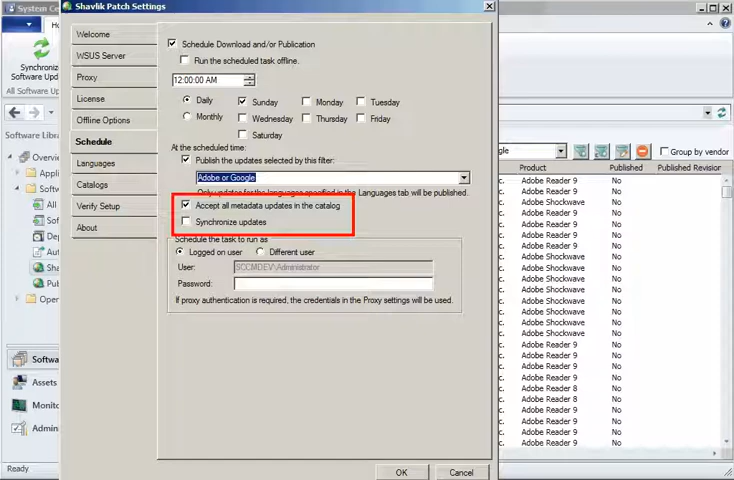 System Ce
Shavlik Patch Settings
Ho
Synchroniz
Software Up
All Software Up
Welcome
WSUS Server
Proxy
License
Offline Options
Schedule
Languages
Catalogs
Verify Setup
About
Schedule Download and/or Publication
Run the scheduled task offline.
12:00:00 AM
Daily
Sunday
Monday
Tuesday
Monthly
Wednesday
Thursday
Friday
Saturday
At the scheduled time:
Publish the updates selected by this filter:
Adobe or Google
Only updates for the languages specified in the Languages tab will be published.
Accept all metadata updates in the catalog
Synchronize updates
Schedule the task to run as
Logged on user
Different user
User:
SCCMDEV\Administrator
Password:
If proxy authentication is required, the credentials in the Proxy settings will be used.
OK
Cancel
Software Libra
Overvie
Applic
Softw
All
Sof
Dep
Aut
Sha
Pub
Oper
Softwa
Assets
Monito
Admin
Ready
gle
Group by vendor
Product Published Published Revision
c. Adobe Reader 9 No
c. Adobe Reader 9 No
c. Adobe Shockwave No
c. Adobe Reader 9 No
c. Adobe Reader 9 No
c. Adobe Reader 9 No
c. Adobe Shockwave No
c. Adobe Shockwave No
c. Adobe Shockwave No
c. Adobe Shockwave No
c. Adobe Shockwave No
c. Adobe Shockwave No
c. Adobe Shockwave No
c. Adobe Reader 9 No
c. Adobe Reader 9 No
c. Adobe Reader 9 No
c. Adobe Reader 9 No
c. Adobe Reader 9 No
c. Adobe Reader 9 No
c. Adobe Reader 8 No
c. Adobe Reader 8 No
c. Adobe Reader 9 No
c. Adobe Reader 9 No
c. Adobe Reader 9 No
c. Adobe Reader 9 No